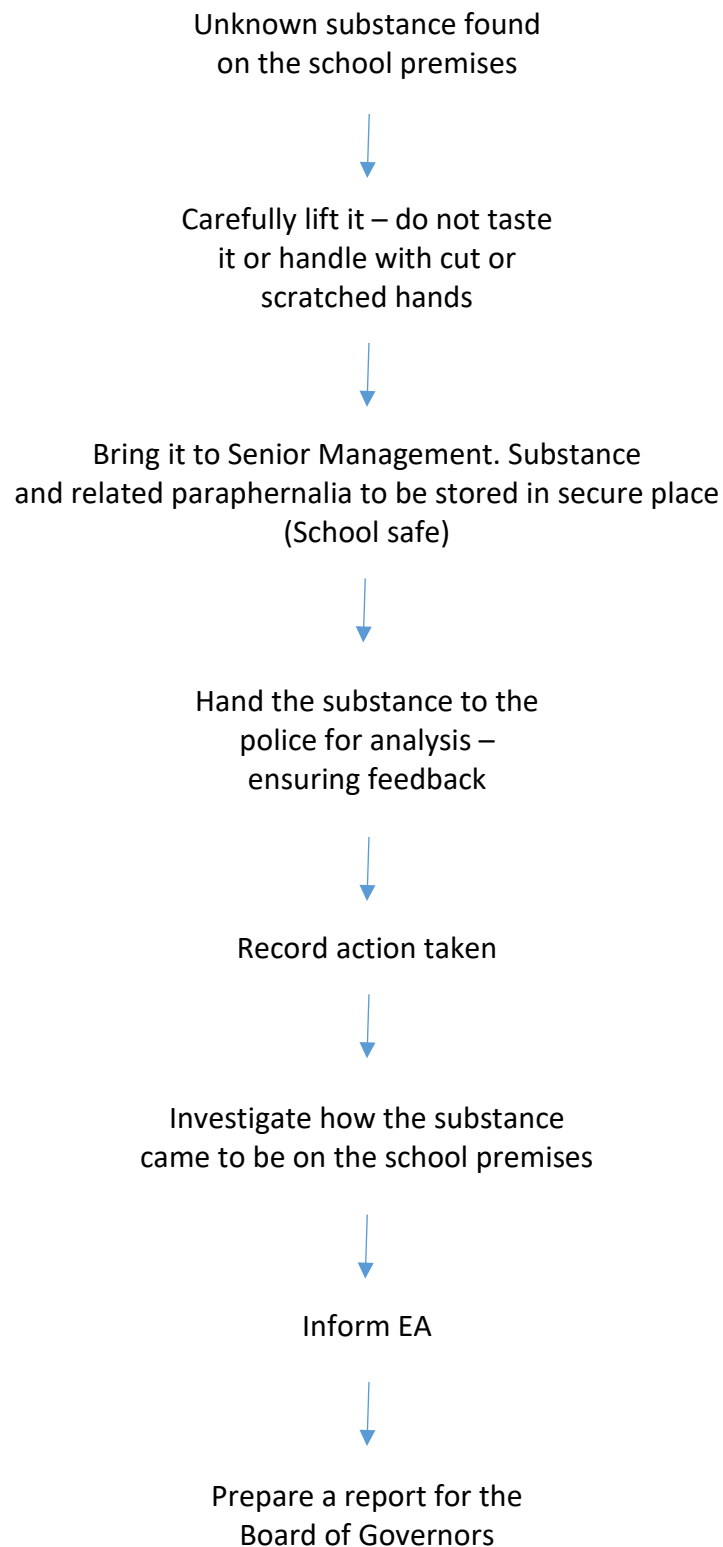 Unknown substance found
on the school premises
Carefully lift it – do not taste
it or handle with cut or
scratched hands
Bring it to Senior Management. Substance
and related paraphernalia to be stored in secure place
(School safe)
Hand the substance to the
police for analysis –
ensuring feedback
Record action taken
Investigate how the substance
came to be on the school premises
Inform EA
Prepare a report for the
Board of Governors